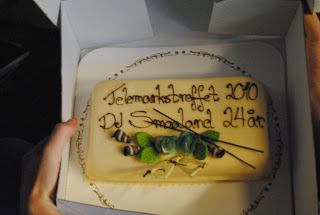 Telemarkstreffet 2010
DJ Smaaland 24 år.